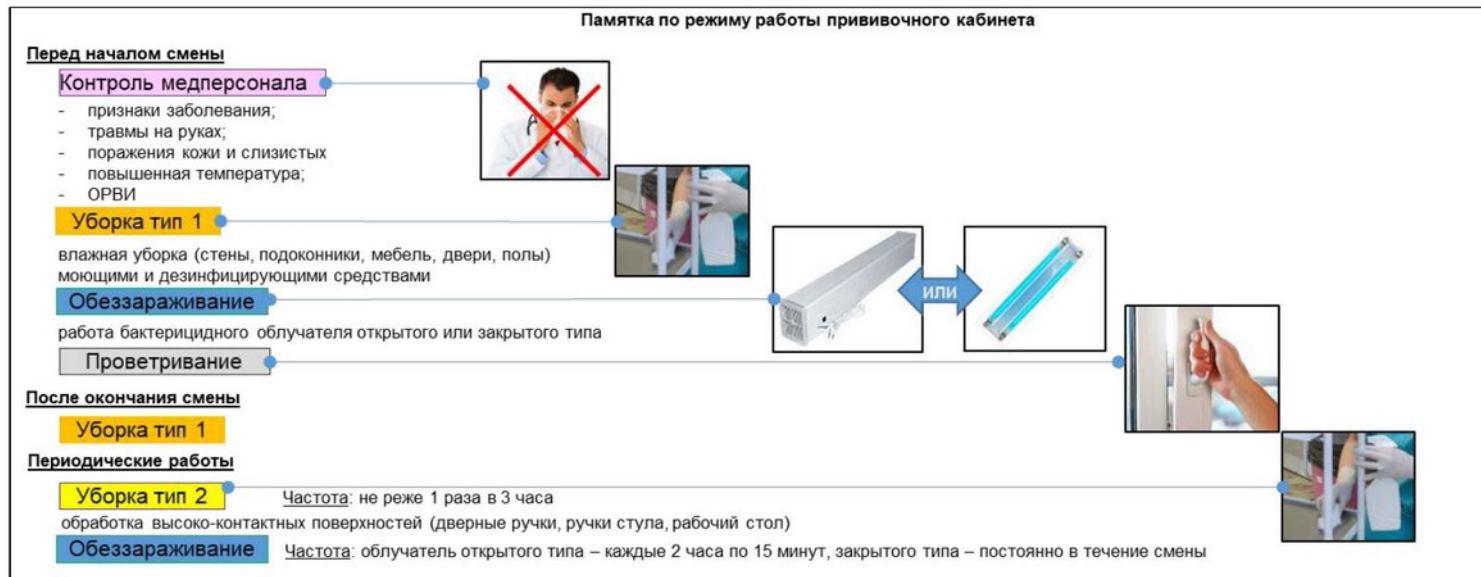 Памятка по режиму работы прививочного кабинета
Перед началом смены
Контроль медперсонала
- признаки заболевания;
- травмы на руках;
- поражения кожи и слизистых
- повышенная температура;
- ОРВИ
Уборка тип 1
влажная уборка (стены, подоконники, мебель, двери, полы)
моющими и дезинфицирующими средствами
Обеззараживание
или
работа бактерицидного облучателя открытого или закрытого типа
Проветривание
После окончания смены
Уборка тип 1
Периодические работы
Уборка тип 2 Частота: не реже 1 раза в 3 часа
обработка высоко-контактных поверхностей (дверные ручки, ручки стула, рабочий стол)
Обеззараживание Частота: облучатель открытого типа – каждые 2 часа по 15 минут, закрытого типа – постоянно в течение смены